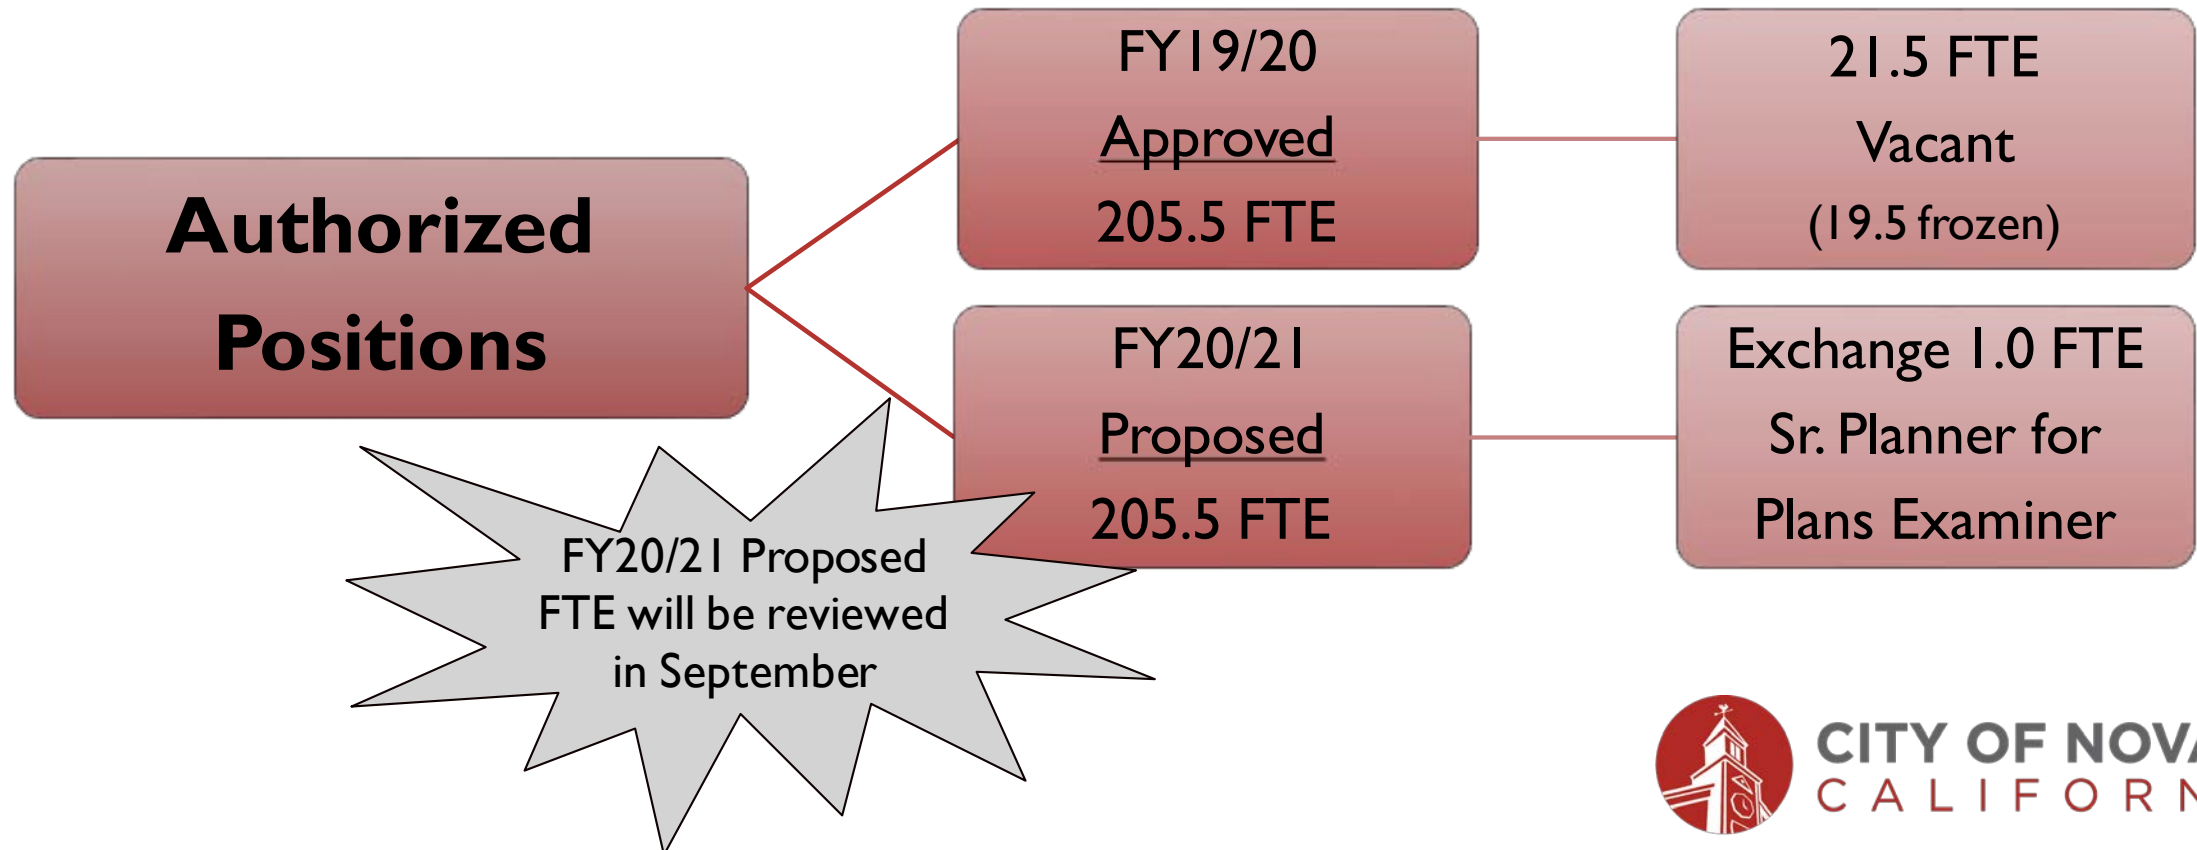 Authorized
Positions
FY19/20
Approved
205.5 FTE
21.5 FTE
Vacant
(19.5 frozen)
FY20/21
Proposed
205.5 FTE
Exchange 1.0 FTE
Sr. Planner for
Plans Examiner
FY20/21 Proposed
FTE will be reviewed
in September
CITY OF NOVA
CALIFORN